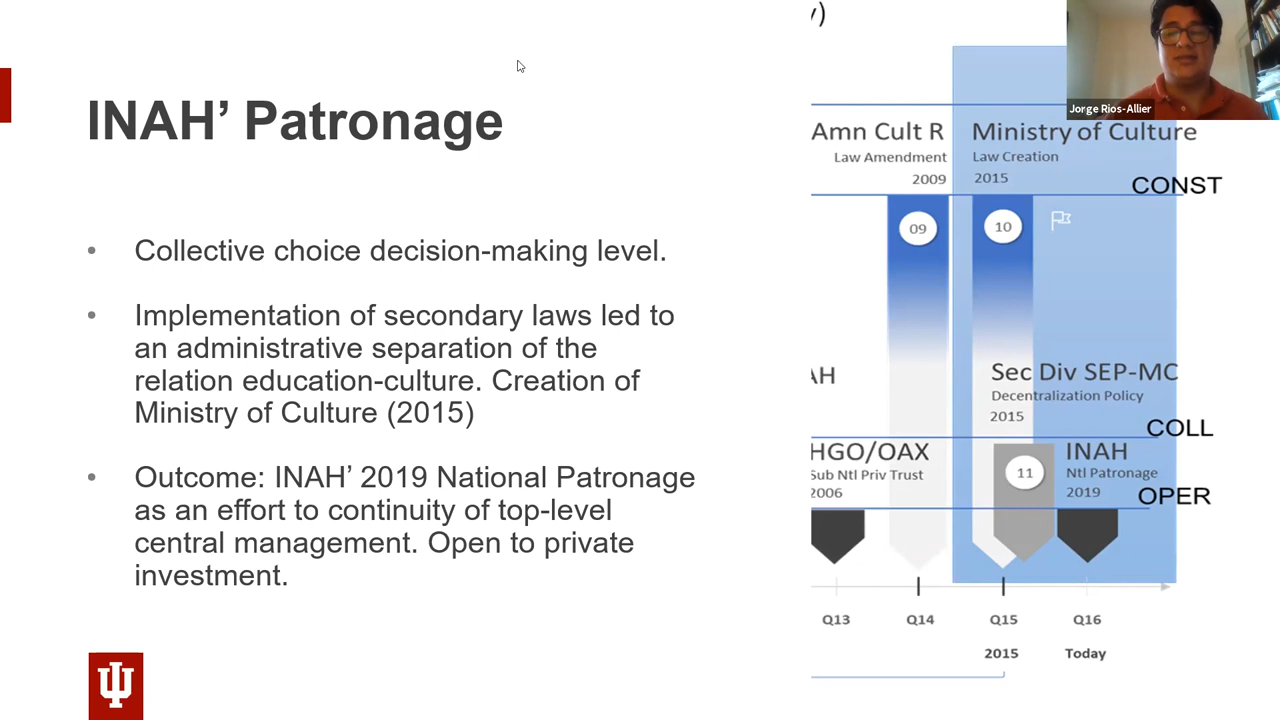 INAH’ Patronage
• Collective choice decision-making level.
• Implementation of secondary laws led to
an administrative separation of the
relation education-culture. Creation of
Ministry of Culture (2015)
• Outcome: INAH’ 2019 National Patronage
as an effort to continuity of top-level
central management. Open to private
investment.
y)
Jorge Rios-Allier
Amn Cult R
Law Amendment
2009
Ministry of Culture
Law Creation
2015
CONST
09
10
AH
Sec Div SEP-MC
Decentralization Policy
2015
COLL
HGO/OAX
Sub Ntl Priv Trust
2006
11
INAH
Ntl Patronage
2019
OPER
Q13
Q14
Q15
Q16
2015
Today